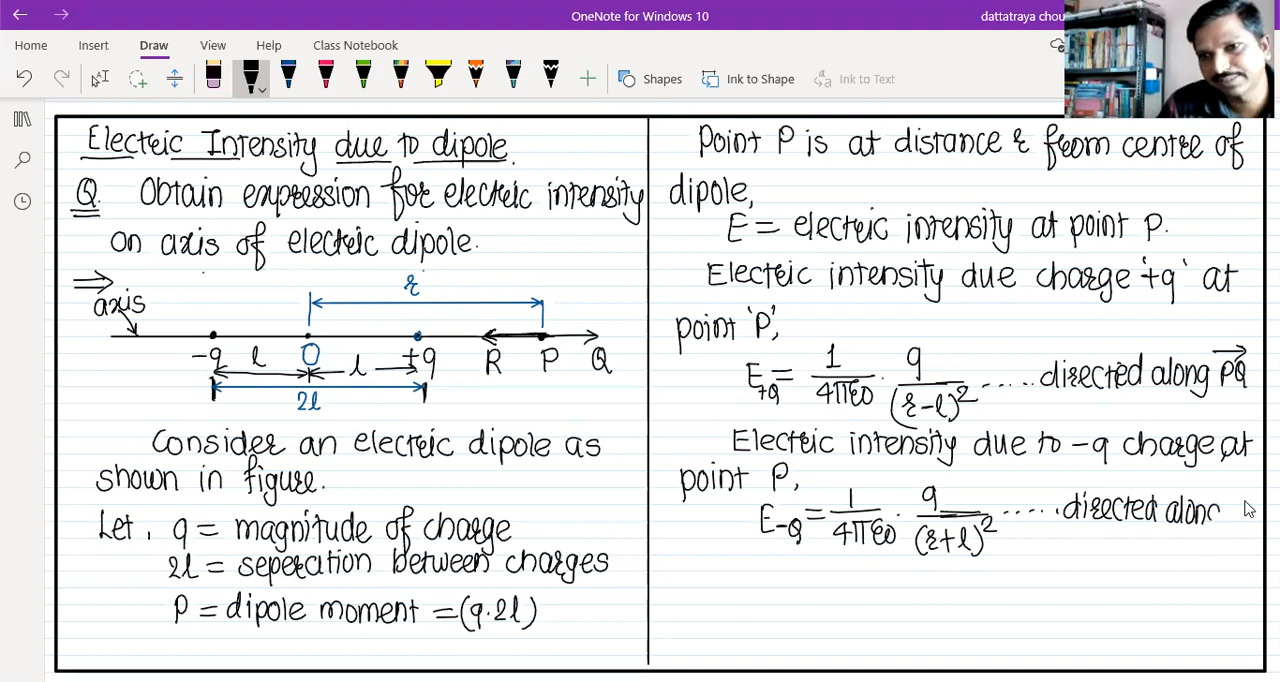 OneNote for Windows 10
dattatraya chou
Home Insert Draw View Help Class Notebook
Shapes Ink to Shape Ink to Text
Electric Intensity due to dipole.
Q. Obtain expression for electric intensity
on axis of electric dipole.
⇒
axis
r
-q l O l +q R P Q
2l
Consider an electric dipole as
shown in figure.
Let, q = magnitude of charge
2l = seperation between charges
P = dipole moment = (q.2l)
Point P is at distance r from centre of
dipole,
E = electric intensity at point P.
Electric intensity due charge '+q' at
point 'P',
E+Q = 1/4πε0 . q/(r-l)² ..... directed along PQ→
Electric intensity due to -q charge, at
point P,
E-Q = 1/4πε0 . q/(r+l)² ...... directed alonc